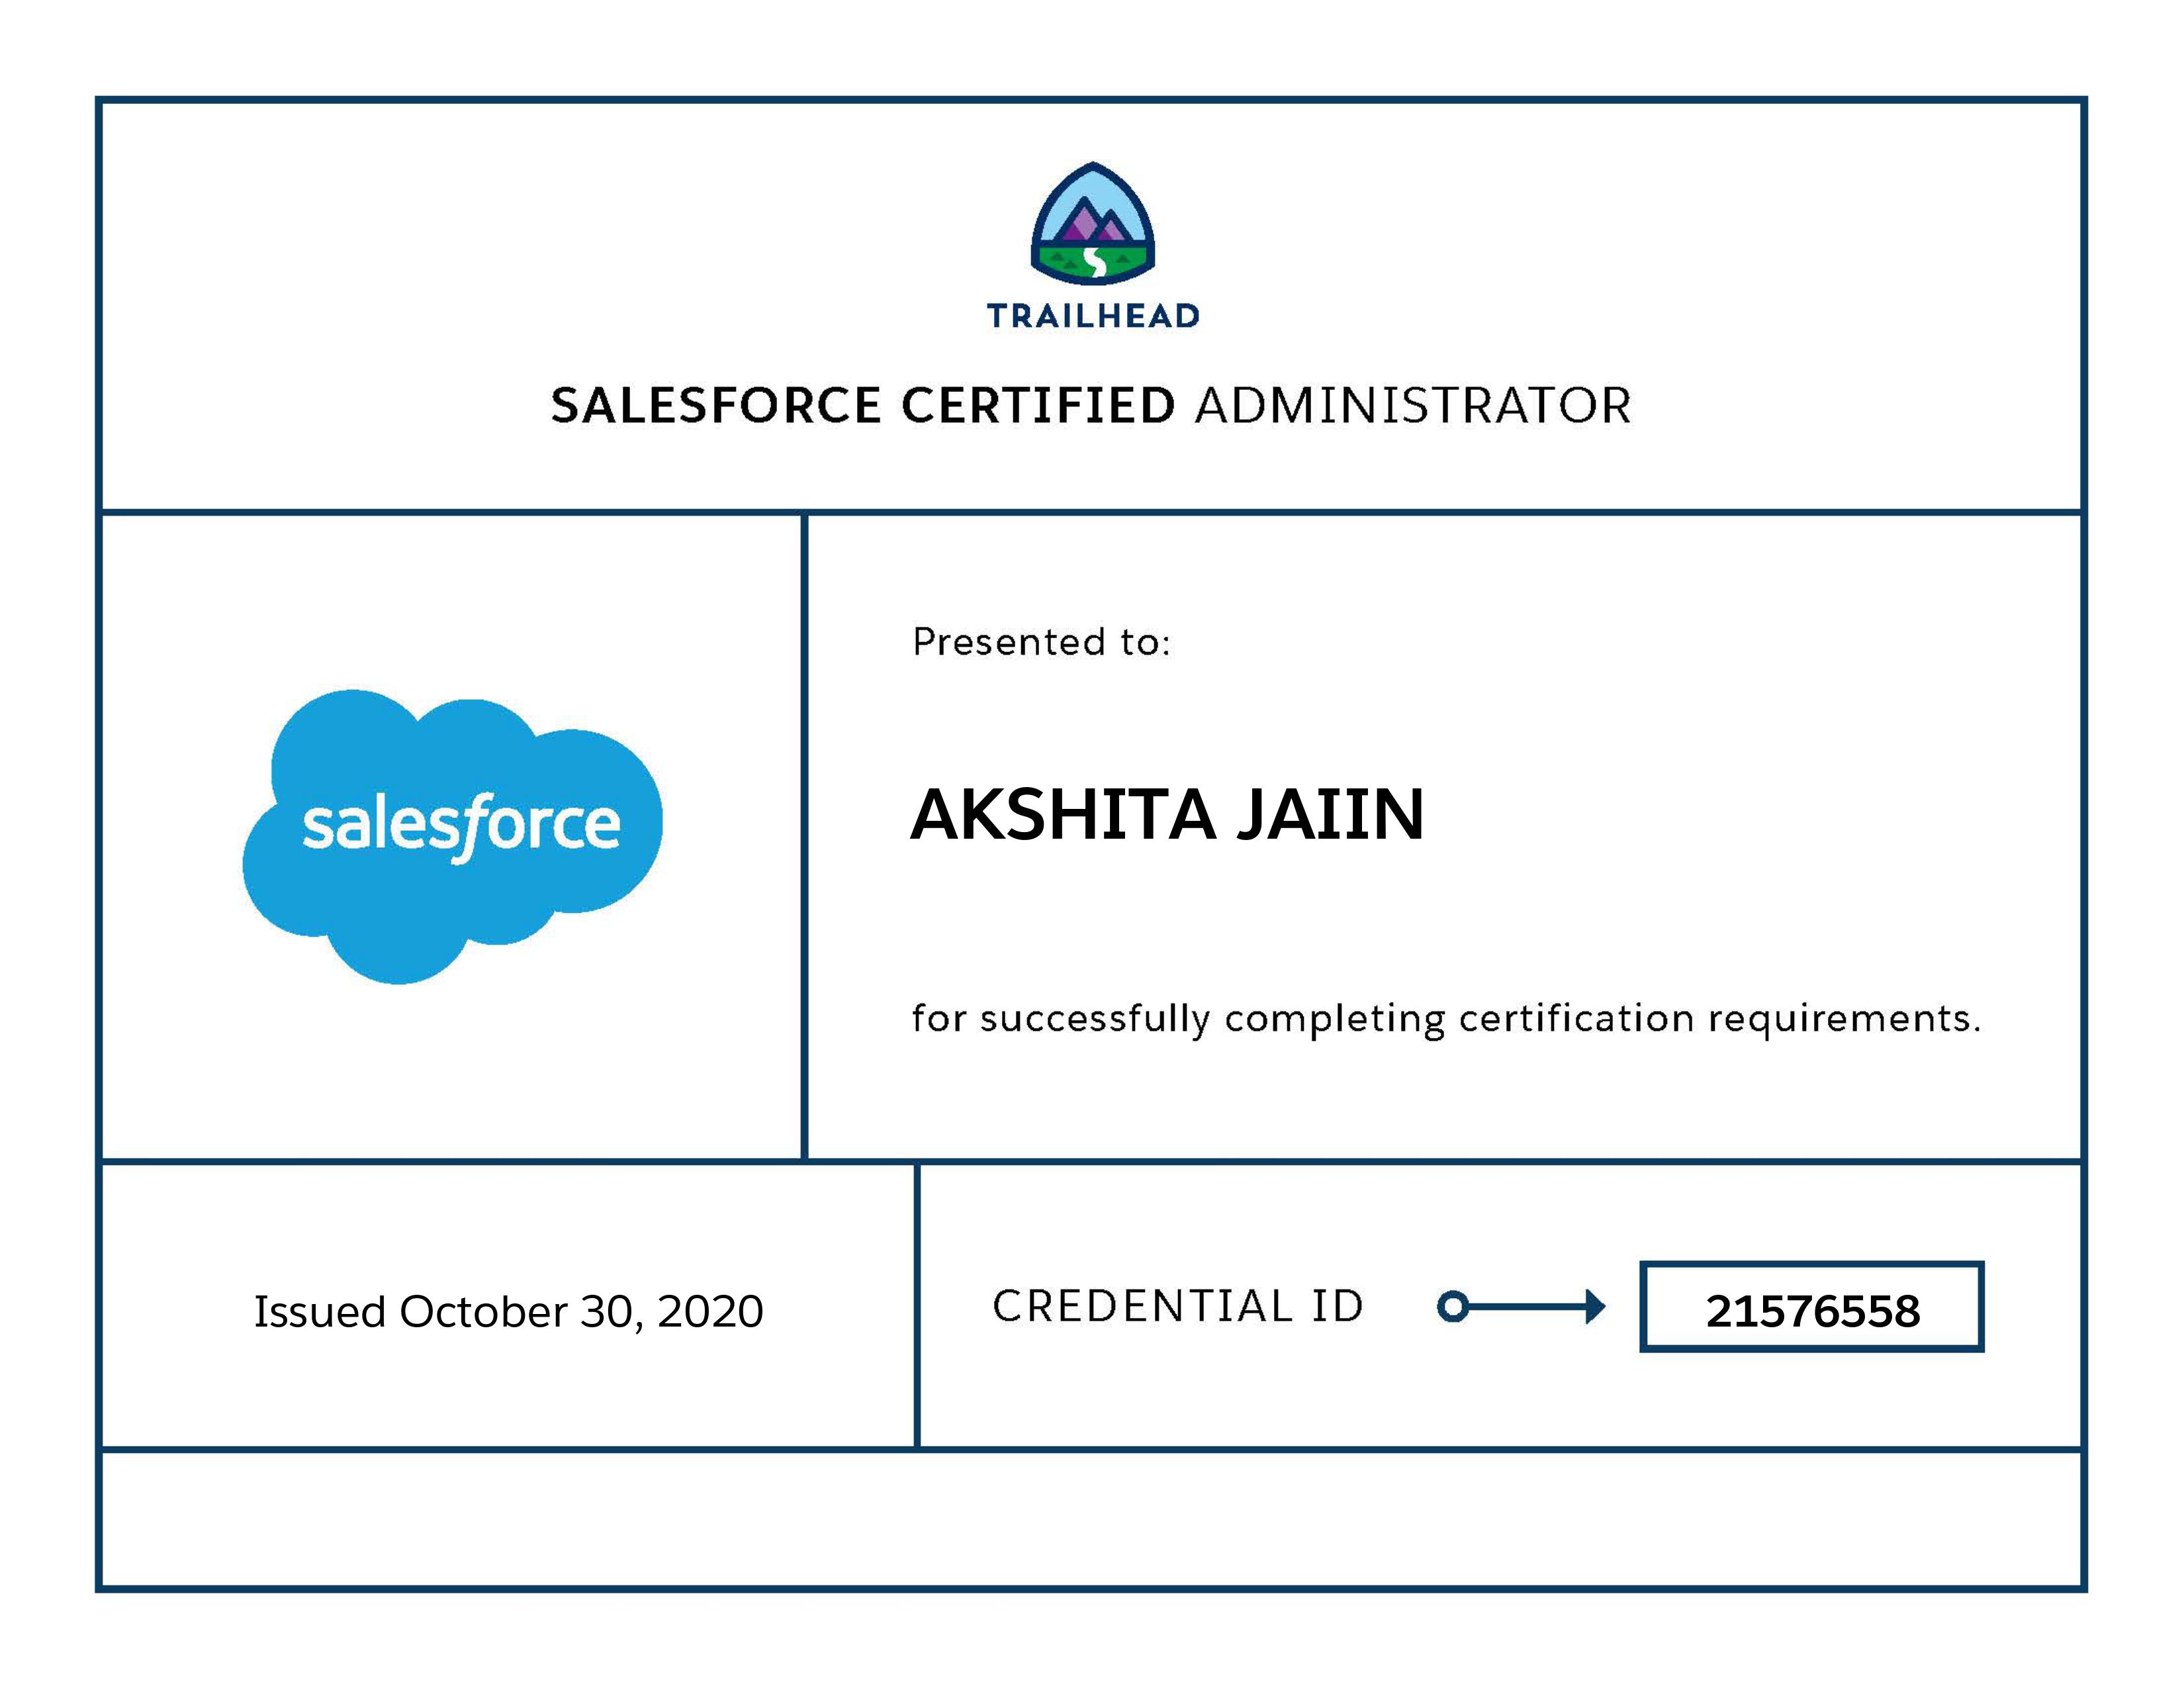 TRAILHEAD
SALESFORCE CERTIFIED ADMINISTRATOR
salesforce
Presented to:
AKSHITA JAIIN
for successfully completing certification requirements.
Issued October 30, 2020
CREDENTIAL ID
21576558